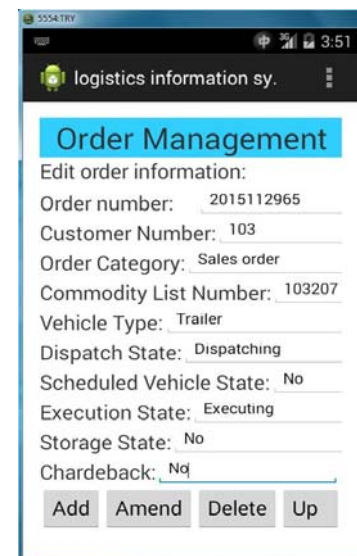 5554:TRY
中 3G 3:51
logistics information sy.
Order Management
Edit order information:
Order number: 2015112965
Customer Number: 103
Order Category: Sales order
Commodity List Number: 103207
Vehicle Type: Trailer
Dispatch State: Dispatching
Scheduled Vehicle State: No
Execution State: Executing
Storage State: No
Chardeback: No
Add Amend Delete Up